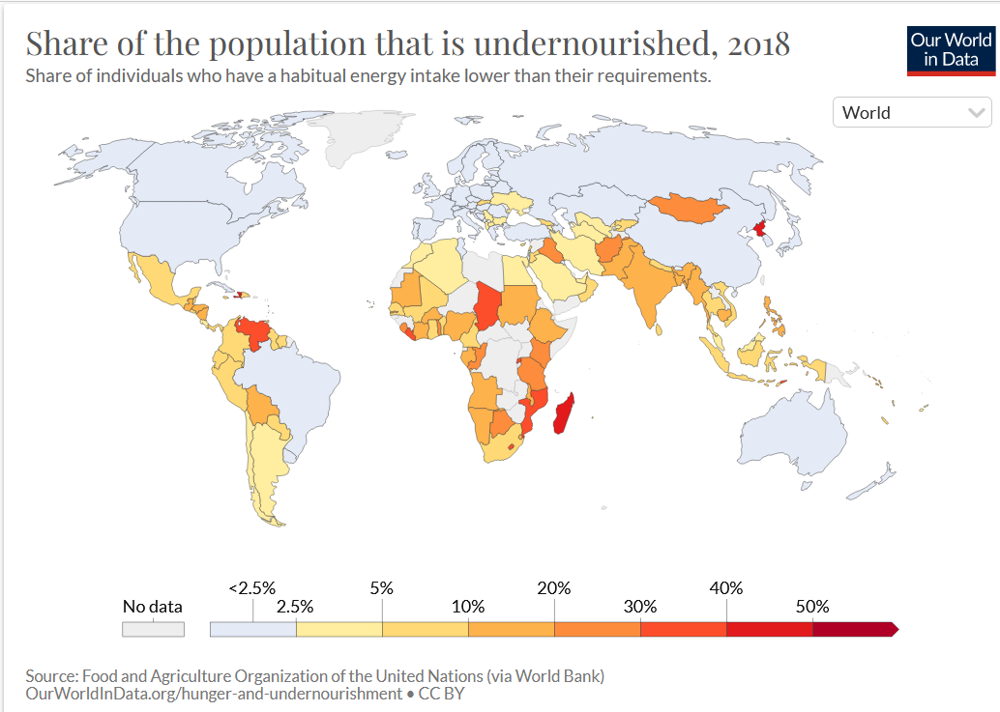 Share of the population that is undernourished, 2018
Share of individuals who have a habitual energy intake lower than their requirements.
Our World
in Data
World
No data
<2.5%
2.5%
5%
10%
20%
30%
40%
50%
Source: Food and Agriculture Organization of the United Nations (via World Bank)
OurWorldInData.org/hunger-and-undernourishment • CC BY